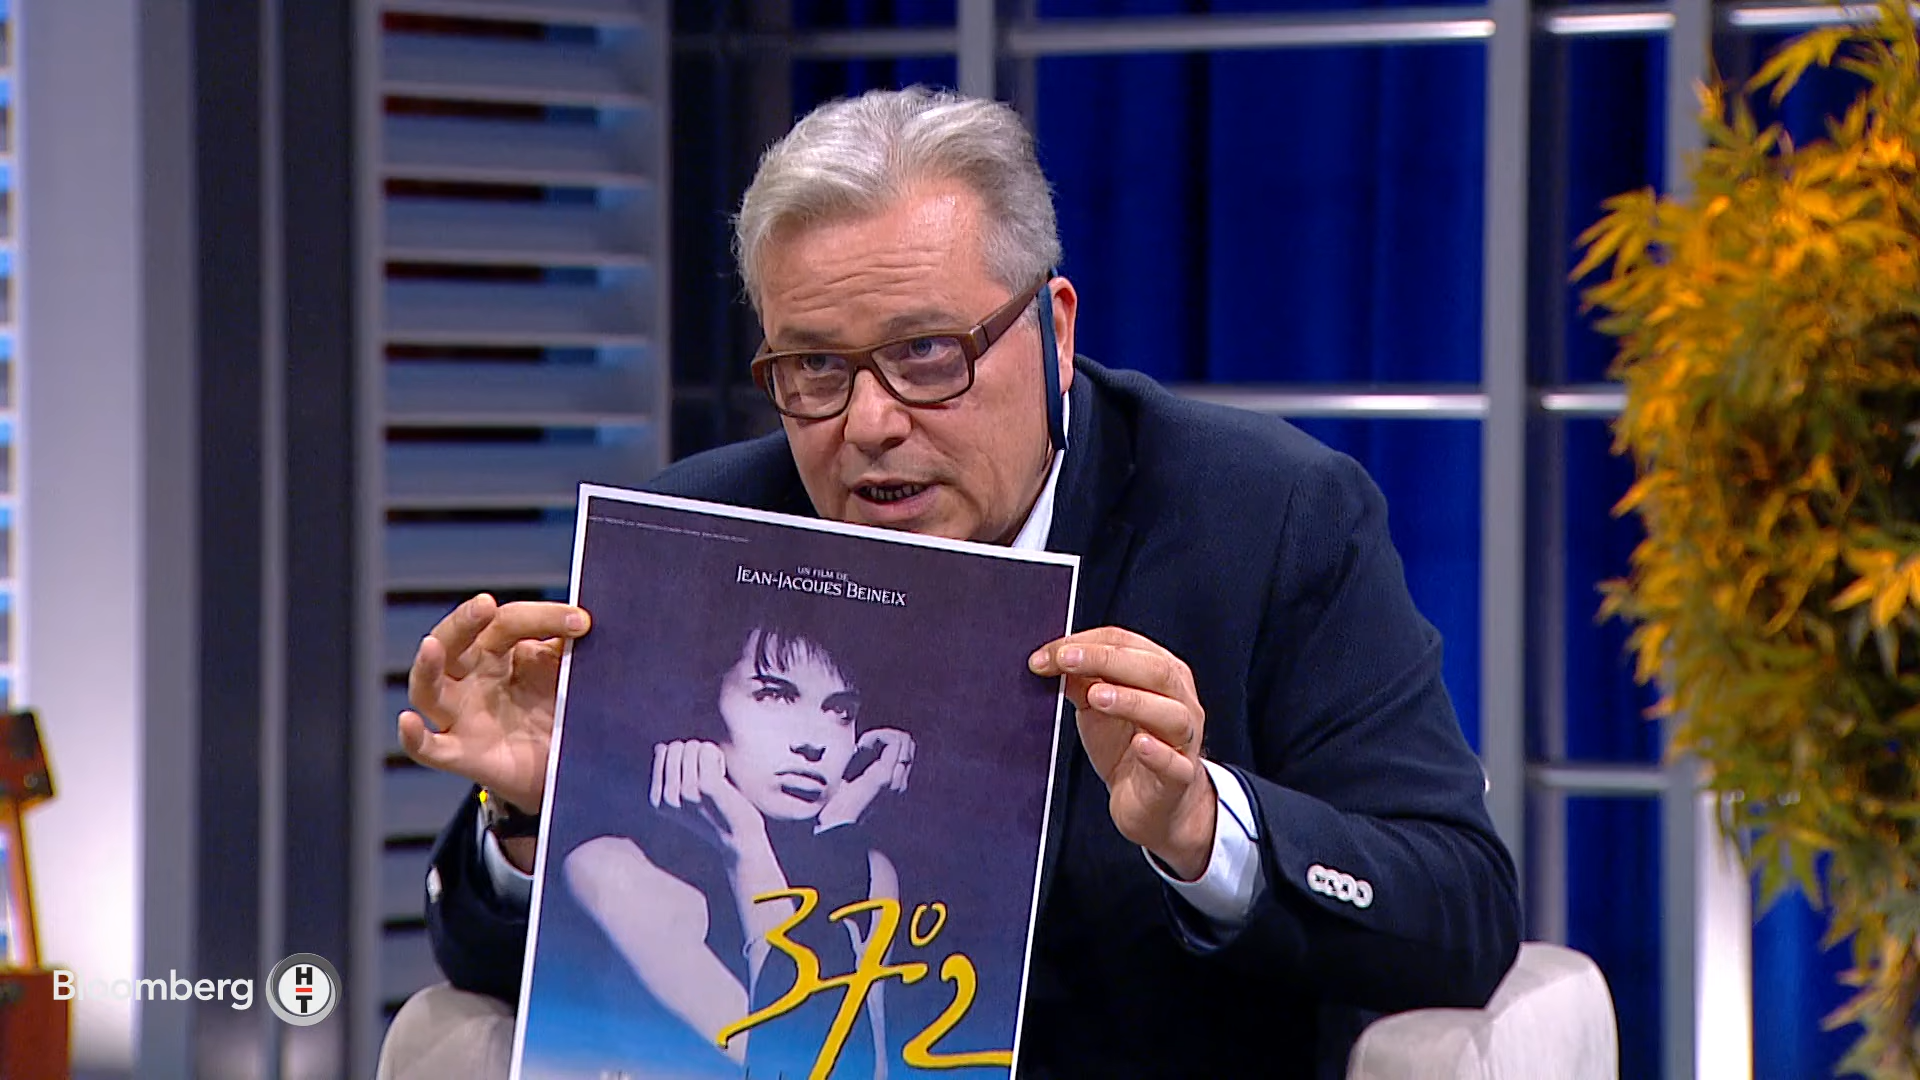 UN FILM DE
JEAN-JACQUES BEINEIX
37°2
Bloomberg
HT